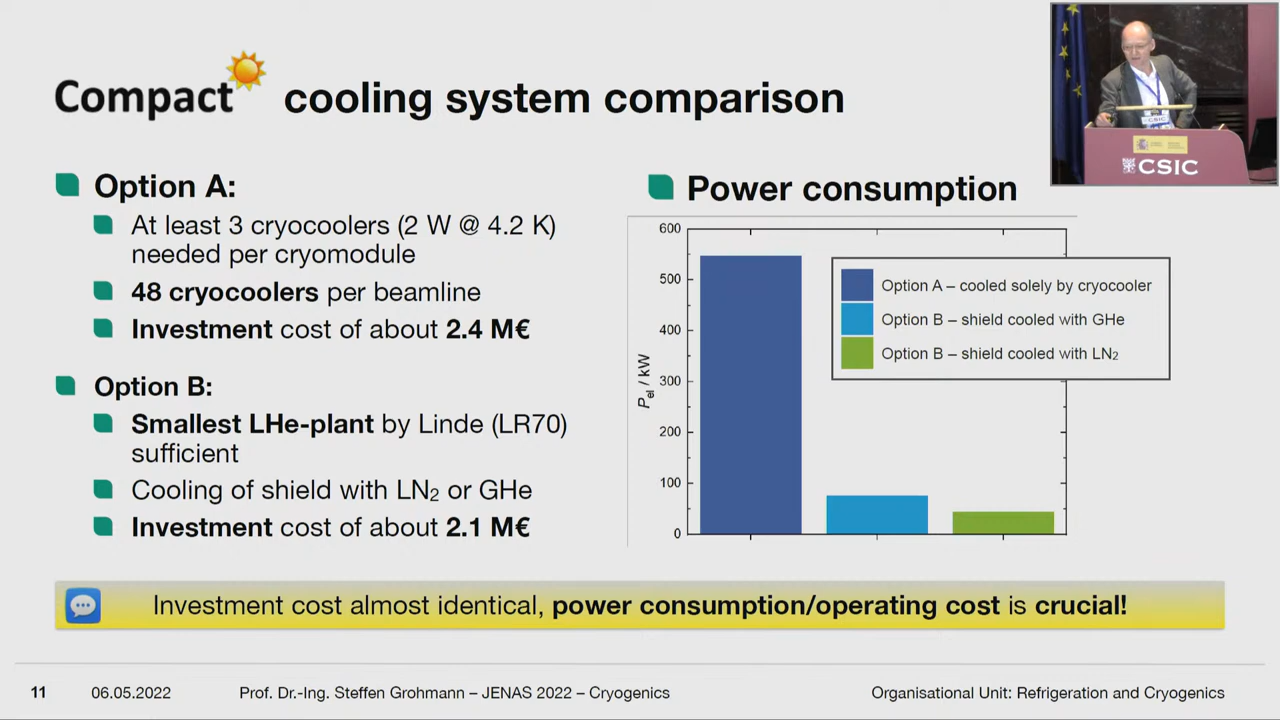 Compact cooling system comparison
Option A:
At least 3 cryocoolers (2 W @ 4.2 K)
needed per cryomodule
48 cryocoolers per beamline
Investment cost of about 2.4 M€
Option B:
Smallest LHe-plant by Linde (LR70)
sufficient
Cooling of shield with LN₂ or GHe
Investment cost of about 2.1 M€
Power consumption
600
500
400
300
200
100
0
Pel / kW
Option A – cooled solely by cryocooler
Option B – shield cooled with GHe
Option B – shield cooled with LN₂
CSIC
CSIC
Investment cost almost identical, power consumption/operating cost is crucial!
11
06.05.2022
Prof. Dr.-Ing. Steffen Grohmann – JENAS 2022 – Cryogenics
Organisational Unit: Refrigeration and Cryogenics